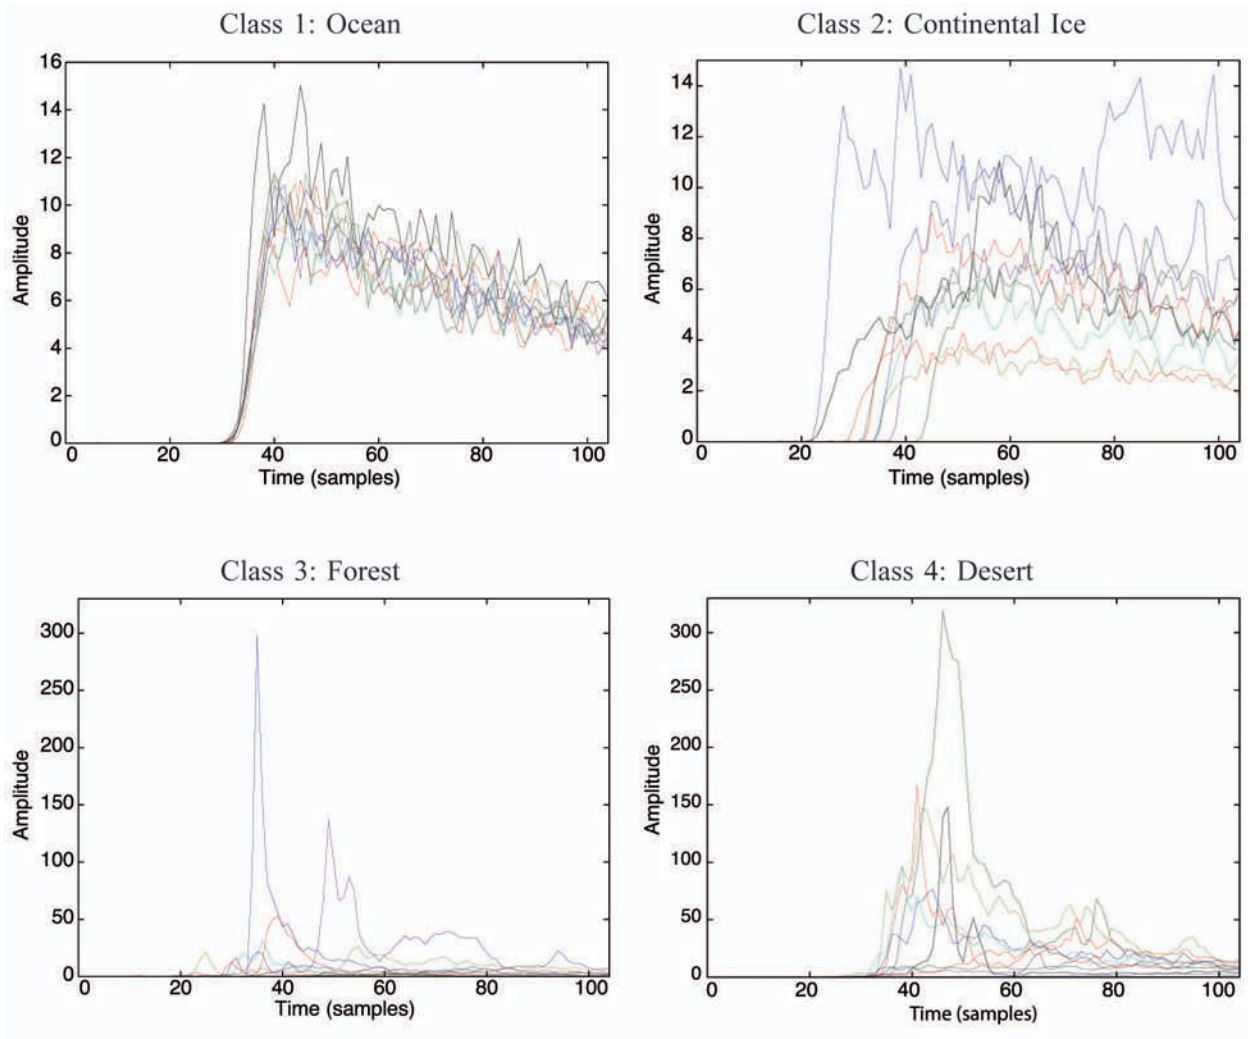 Class 1: Ocean
16
14
12
10
8
6
4
2
0
Amplitude
0 20 40 60 80 100
Time (samples)
Class 2: Continental Ice
14
12
10
8
6
4
2
0
Amplitude
0 20 40 60 80 100
Time (samples)
Class 3: Forest
300
250
200
150
100
50
0
Amplitude
0 20 40 60 80 100
Time (samples)
Class 4: Desert
300
250
200
150
100
50
0
Amplitude
0 20 40 60 80 100
Time (samples)